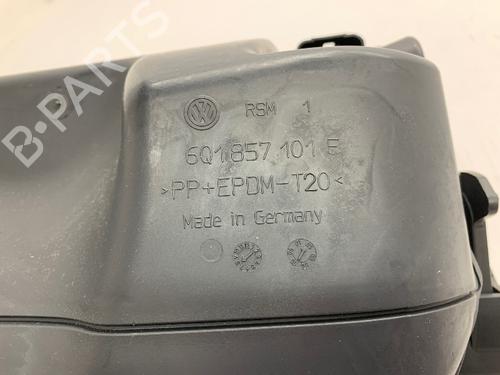 RSM 1
6Q1 857 101 E
>PP+EPDM-T20<
Made in Germany
B-PARTS